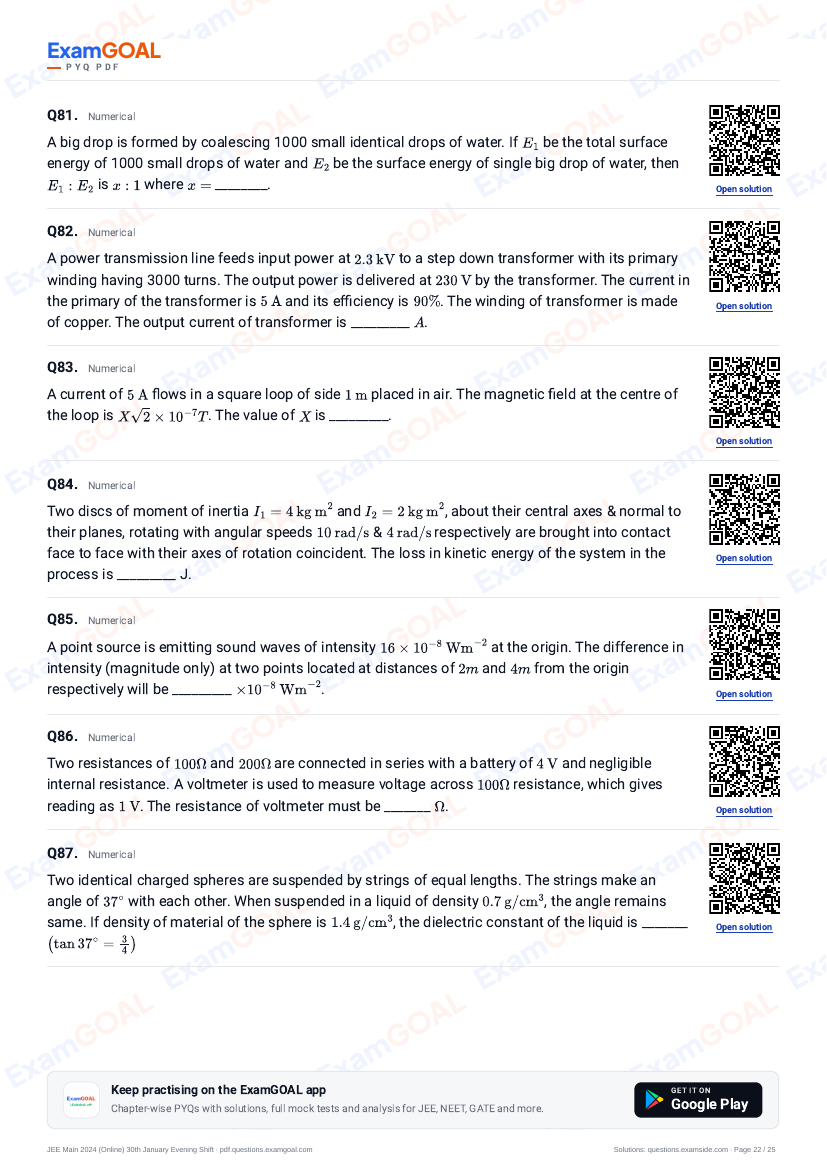 ExamGOAL
PYQ PDF
Q81. Numerical
A big drop is formed by coalescing 1000 small identical drops of water. If E₁ be the total surface
energy of 1000 small drops of water and E₂ be the surface energy of single big drop of water, then
E₁ : E₂ is x : 1 where x = ________.
Open solution
Q82. Numerical
A power transmission line feeds input power at 2.3 kV to a step down transformer with its primary
winding having 3000 turns. The output power is delivered at 230 V by the transformer. The current in
the primary of the transformer is 5 A and its efficiency is 90%. The winding of transformer is made
of copper. The output current of transformer is _________ A.
Open solution
Q83. Numerical
A current of 5 A flows in a square loop of side 1 m placed in air. The magnetic field at the centre of
the loop is X√2 × 10⁻⁷T. The value of X is _________.
Open solution
Q84. Numerical
Two discs of moment of inertia I₁ = 4 kg m² and I₂ = 2 kg m², about their central axes & normal to
their planes, rotating with angular speeds 10 rad/s & 4 rad/s respectively are brought into contact
face to face with their axes of rotation coincident. The loss in kinetic energy of the system in the
process is _________ J.
Open solution
Q85. Numerical
A point source is emitting sound waves of intensity 16 × 10⁻⁸ Wm⁻² at the origin. The difference in
intensity (magnitude only) at two points located at distances of 2m and 4m from the origin
respectively will be _________ ×10⁻⁸ Wm⁻².
Open solution
Q86. Numerical
Two resistances of 100Ω and 200Ω are connected in series with a battery of 4 V and negligible
internal resistance. A voltmeter is used to measure voltage across 100Ω resistance, which gives
reading as 1 V. The resistance of voltmeter must be _______ Ω.
Open solution
Q87. Numerical
Two identical charged spheres are suspended by strings of equal lengths. The strings make an
angle of 37° with each other. When suspended in a liquid of density 0.7 g/cm³, the angle remains
same. If density of material of the sphere is 1.4 g/cm³, the dielectric constant of the liquid is _______
(tan 37° = 3/4)
Open solution
ExamGOAL
Keep practising on the ExamGOAL app
Chapter-wise PYQs with solutions, full mock tests and analysis for JEE, NEET, GATE and more.
GET IT ON
Google Play
JEE Main 2024 (Online) 30th January Evening Shift · pdf.questions.examgoal.com
Solutions: questions.examside.com · Page 22 / 25